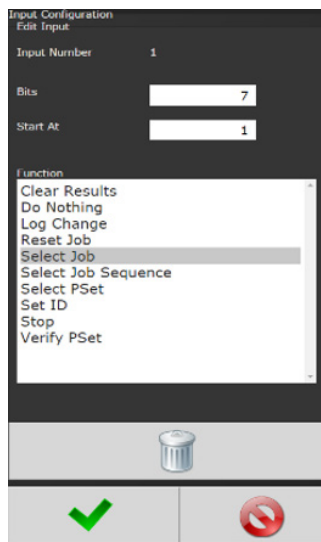 Input Configuration
Edit Input
Input Number 1
Bits 7
Start At 1
Function
Clear Results
Do Nothing
Log Change
Reset Job
Select Job
Select Job Sequence
Select PSet
Set ID
Stop
Verify PSet